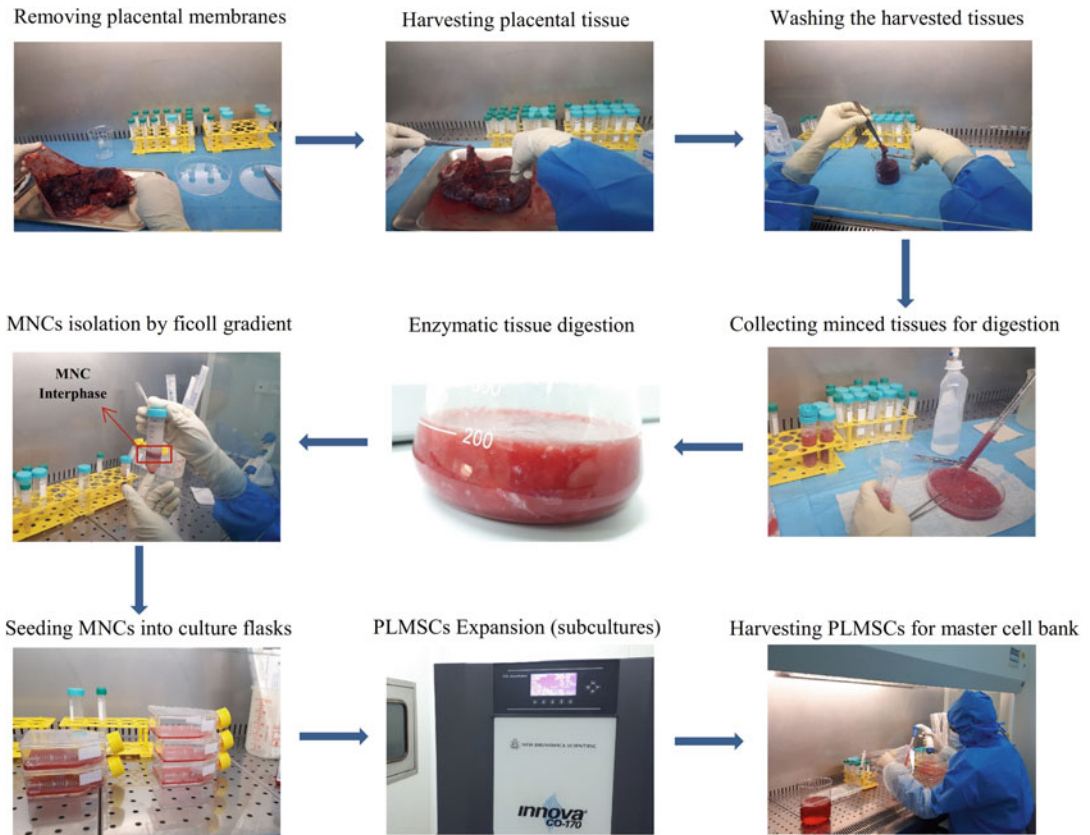 Removing placental membranes
Harvesting placental tissue
Washing the harvested tissues
Collecting minced tissues for digestion
Enzymatic tissue digestion
200
MNCs isolation by ficoll gradient
MNC
Interphase
Seeding MNCs into culture flasks
PLMSCs Expansion (subcultures)
NEW BRUNSWICK SCIENTIFIC
innova
CO-170
Harvesting PLMSCs for master cell bank